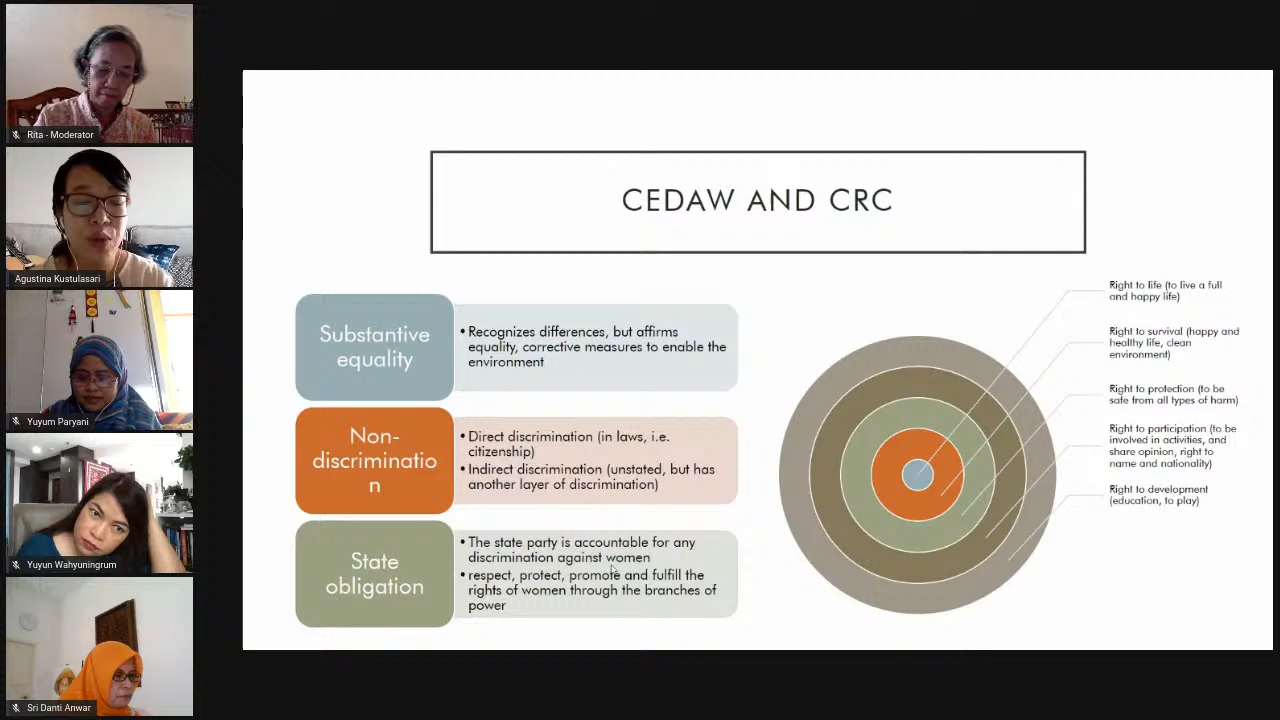 Rita - Moderator
Agustina Kustulasari
Yuyum Paryani
Yuyun Wahyuningrum
Sri Danti Anwar
CEDAW AND CRC
Substantive
equality
• Recognizes differences, but affirms
equality, corrective measures to enable the
environment
Non-
discriminatio
n
• Direct discrimination (in laws, i.e.
citizenship)
• Indirect discrimination (unstated, but has
another layer of discrimination)
State
obligation
• The state party is accountable for any
discrimination against women
• respect, protect, promote and fulfill the
rights of women through the branches of
power
Right to life (to live a full
and happy life)
Right to survival (happy and
healthy life, clean
environment)
Right to protection (to be
safe from all types of harm)
Right to participation (to be
involved in activities, and
share opinion, right to
name and nationality)
Right to development
(education, to play)